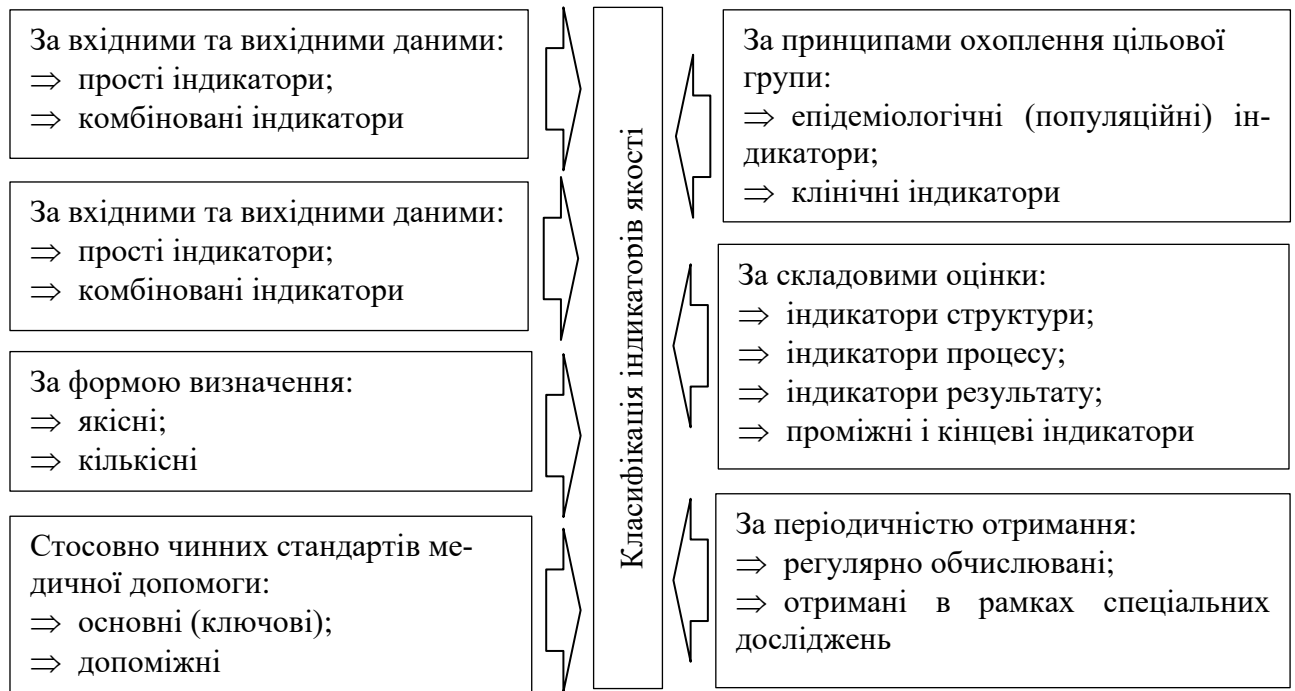 За вхідними та вихідними даними:
⇒ прості індикатори;
⇒ комбіновані індикатори
За вхідними та вихідними даними:
⇒ прості індикатори;
⇒ комбіновані індикатори
За формою визначення:
⇒ якісні;
⇒ кількісні
Стосовно чинних стандартів ме-
дичної допомоги:
⇒ основні (ключові);
⇒ допоміжні
Класифікація індикаторів якості
За принципами охоплення цільової
групи:
⇒ епідеміологічні (популяційні) ін-
дикатори;
⇒ клінічні індикатори
За складовими оцінки:
⇒ індикатори структури;
⇒ індикатори процесу;
⇒ індикатори результату;
⇒ проміжні і кінцеві індикатори
За періодичністю отримання:
⇒ регулярно обчислювані;
⇒ отримані в рамках спеціальних
досліджень